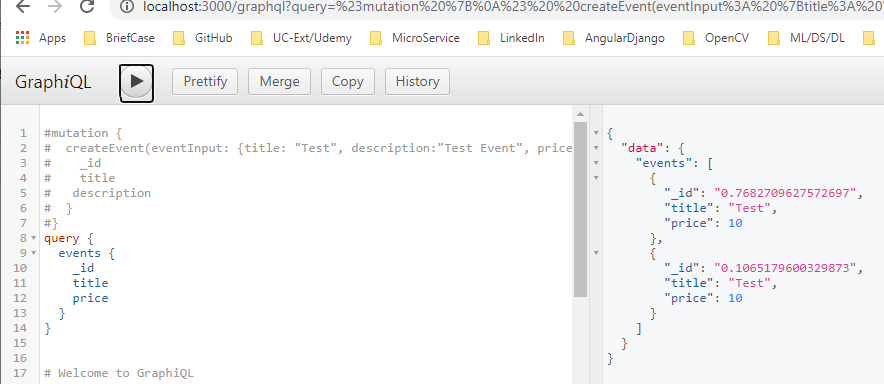 localhost:3000/graphql?query=%23mutation%20%7B%0A%23%20%20createEvent(eventInput%3A%20%7Btitle%3A%20"
Apps BriefCase GitHub UC-Ext/Udemy MicroService LinkedIn AngularDjango OpenCV ML/DS/DL
GraphiQL Prettify Merge Copy History
1 #mutation {
2 #  createEvent(eventInput: {title: "Test", description:"Test Event", price
3 #    _id
4 #    title
5 #   description
6 #  }
7 #}
8 query {
9   events {
10     _id
11     title
12     price
13   }
14 }
15
16
17 # Welcome to GraphiQL
{
  "data": {
    "events": [
      {
        "_id": "0.7682709627572697",
        "title": "Test",
        "price": 10
      },
      {
        "_id": "0.1065179600329873",
        "title": "Test",
        "price": 10
      }
    ]
  }
}